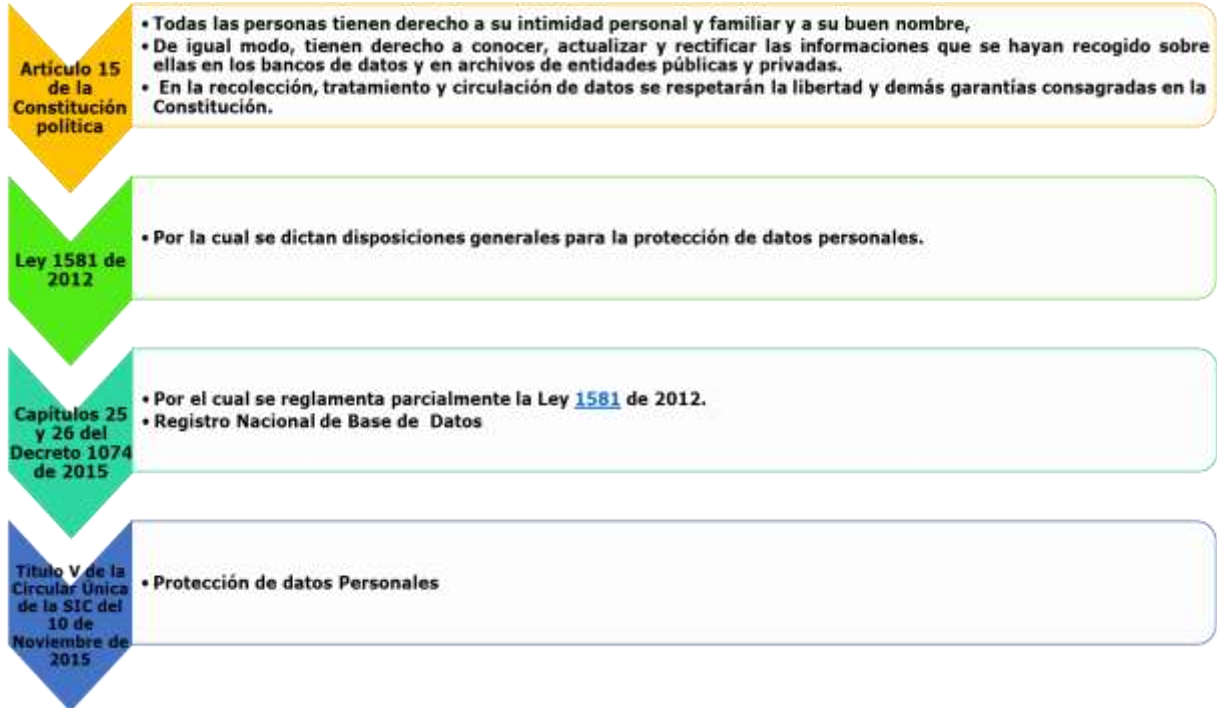 Artículo 15
de la
Constitución
política
• Todas las personas tienen derecho a su intimidad personal y familiar y a su buen nombre,
• De igual modo, tienen derecho a conocer, actualizar y rectificar las informaciones que se hayan recogido sobre
ellas en los bancos de datos y en archivos de entidades públicas y privadas.
• En la recolección, tratamiento y circulación de datos se respetarán la libertad y demás garantías consagradas en la
Constitución.
Ley 1581 de
2012
• Por la cual se dictan disposiciones generales para la protección de datos personales.
Capítulos 25
y 26 del
Decreto 1074
de 2015
• Por el cual se reglamenta parcialmente la Ley 1581 de 2012.
• Registro Nacional de Base de Datos
Titulo V de la
Circular Única
de la SIC del
10 de
Noviembre de
2015
• Protección de datos Personales